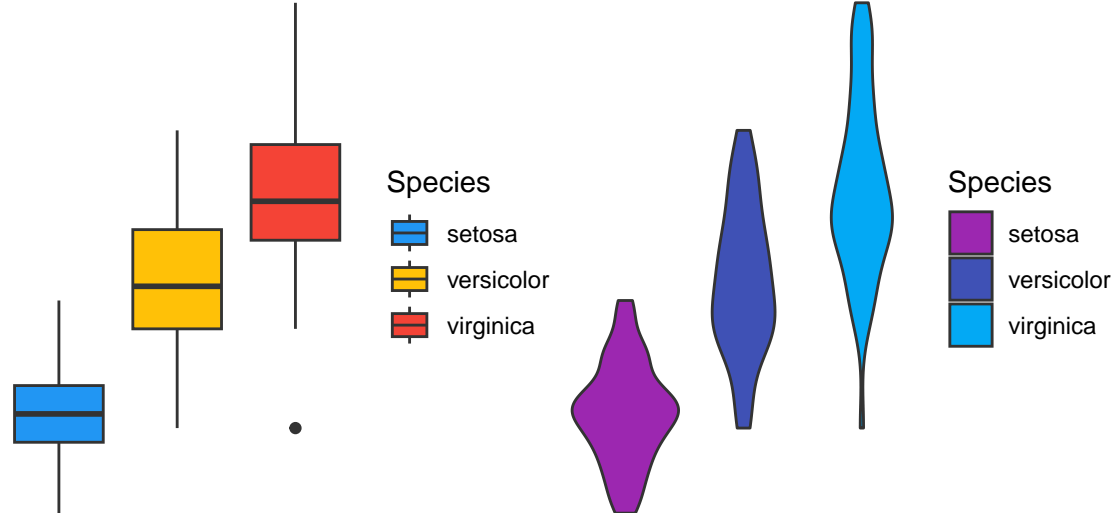 Species
setosa
versicolor
virginica
Species
setosa
versicolor
virginica